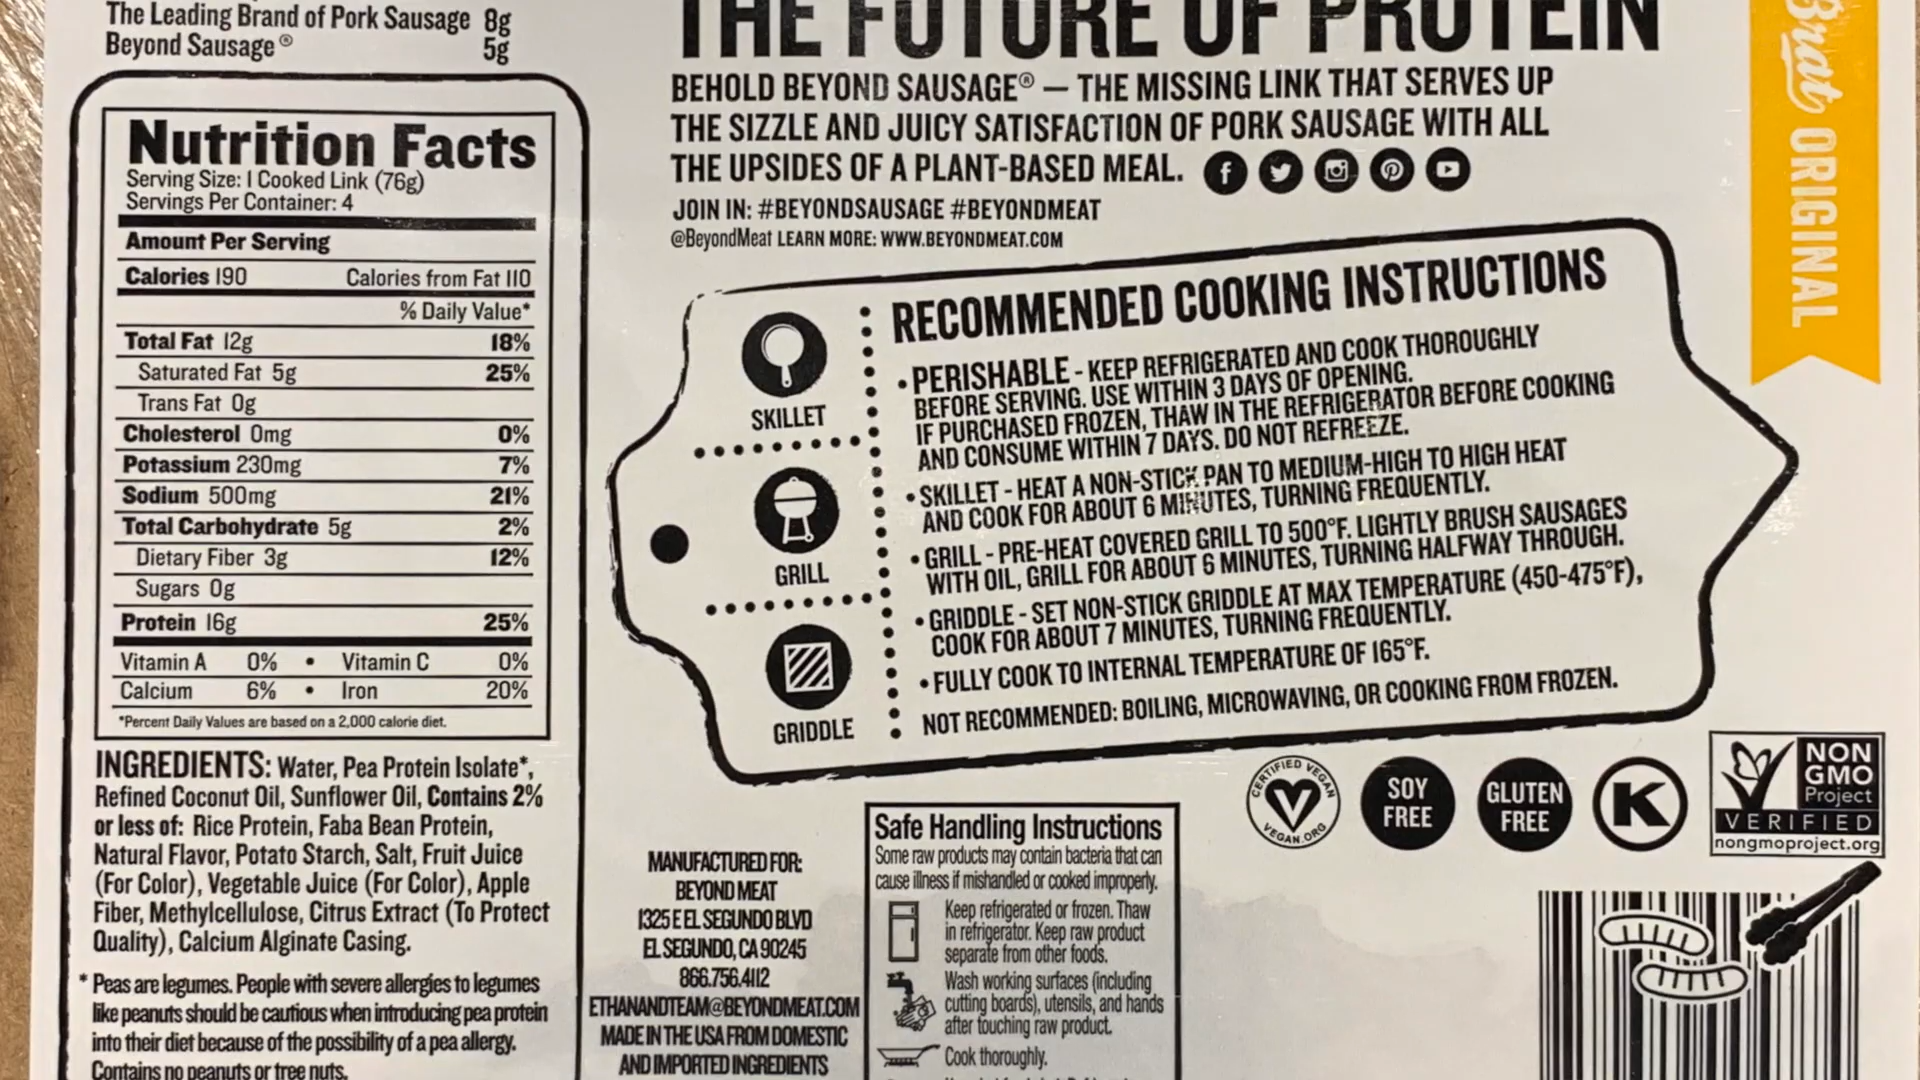 The Leading Brand of Pork Sausage 8g
Beyond Sausage® 5g
Nutrition Facts
Serving Size: 1 Cooked Link (76g)
Servings Per Container: 4
Amount Per Serving
Calories 190 Calories from Fat 110
% Daily Value*
Total Fat 12g 18%
Saturated Fat 5g 25%
Trans Fat 0g
Cholesterol 0mg 0%
Potassium 230mg 7%
Sodium 500mg 21%
Total Carbohydrate 5g 2%
Dietary Fiber 3g 12%
Sugars 0g
Protein 16g 25%
Vitamin A 0% • Vitamin C 0%
Calcium 6% • Iron 20%
*Percent Daily Values are based on a 2,000 calorie diet.
INGREDIENTS: Water, Pea Protein Isolate*,
Refined Coconut Oil, Sunflower Oil, Contains 2%
or less of: Rice Protein, Faba Bean Protein,
Natural Flavor, Potato Starch, Salt, Fruit Juice
(For Color), Vegetable Juice (For Color), Apple
Fiber, Methylcellulose, Citrus Extract (To Protect
Quality), Calcium Alginate Casing.
* Peas are legumes. People with severe allergies to legumes
like peanuts should be cautious when introducing pea protein
into their diet because of the possibility of a pea allergy.
Contains no peanuts or tree nuts.
THE FUTURE OF PROTEIN
BEHOLD BEYOND SAUSAGE® — THE MISSING LINK THAT SERVES UP
THE SIZZLE AND JUICY SATISFACTION OF PORK SAUSAGE WITH ALL
THE UPSIDES OF A PLANT-BASED MEAL.
JOIN IN: #BEYONDSAUSAGE #BEYONDMEAT
@BeyondMeat LEARN MORE: WWW.BEYONDMEAT.COM
Brat ORIGINAL
SKILLET
GRILL
GRIDDLE
RECOMMENDED COOKING INSTRUCTIONS
• PERISHABLE - KEEP REFRIGERATED AND COOK THOROUGHLY
BEFORE SERVING. USE WITHIN 3 DAYS OF OPENING.
IF PURCHASED FROZEN, THAW IN THE REFRIGERATOR BEFORE COOKING
AND CONSUME WITHIN 7 DAYS. DO NOT REFREEZE.
• SKILLET - HEAT A NON-STICK PAN TO MEDIUM-HIGH TO HIGH HEAT
AND COOK FOR ABOUT 6 MINUTES, TURNING FREQUENTLY.
• GRILL - PRE-HEAT COVERED GRILL TO 500°F. LIGHTLY BRUSH SAUSAGES
WITH OIL, GRILL FOR ABOUT 6 MINUTES, TURNING HALFWAY THROUGH.
• GRIDDLE - SET NON-STICK GRIDDLE AT MAX TEMPERATURE (450-475°F),
COOK FOR ABOUT 7 MINUTES, TURNING FREQUENTLY.
• FULLY COOK TO INTERNAL TEMPERATURE OF 165°F.
NOT RECOMMENDED: BOILING, MICROWAVING, OR COOKING FROM FROZEN.
CERTIFIED VEGAN
VEGAN.ORG
SOY
FREE
GLUTEN
FREE
K
NON
GMO
Project
VERIFIED
nongmoproject.org
MANUFACTURED FOR:
BEYOND MEAT
1325 E EL SEGUNDO BLVD
EL SEGUNDO, CA 90245
866.756.4112
ETHANANDTEAM@BEYONDMEAT.COM
MADE IN THE USA FROM DOMESTIC
AND IMPORTED INGREDIENTS
Safe Handling Instructions
Some raw products may contain bacteria that can
cause illness if mishandled or cooked improperly.
Keep refrigerated or frozen. Thaw
in refrigerator. Keep raw product
separate from other foods.
Wash working surfaces (including
cutting boards), utensils, and hands
after touching raw product.
Cook thoroughly.